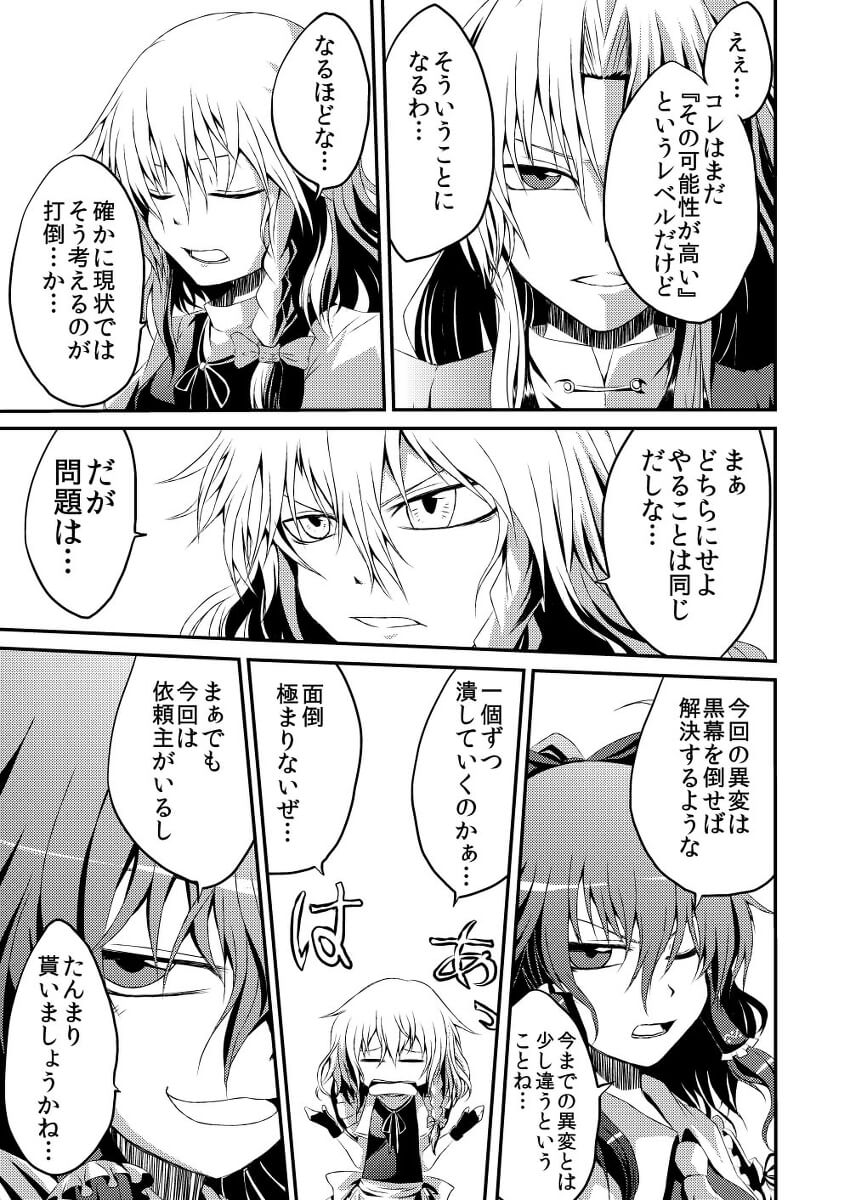 ええ…
コレはまだ
『その可能性が高い』
というレベルだけど
そういうことに
なるわ…
なるほどな…
確かに現状では
そう考えるのが
打倒…か…
まぁ
どちらにせよ
やることは同じ
だしな…
だが
問題は…
今回の異変は
黒幕を倒せば
解決するような
今までの異変とは
少し違うという
ことね…
一個ずつ
潰していくのかぁ…
面倒
極まりないぜ…
はぁっ
まぁでも
今回は
依頼主がいるし
たんまり
貰いましょうかね…